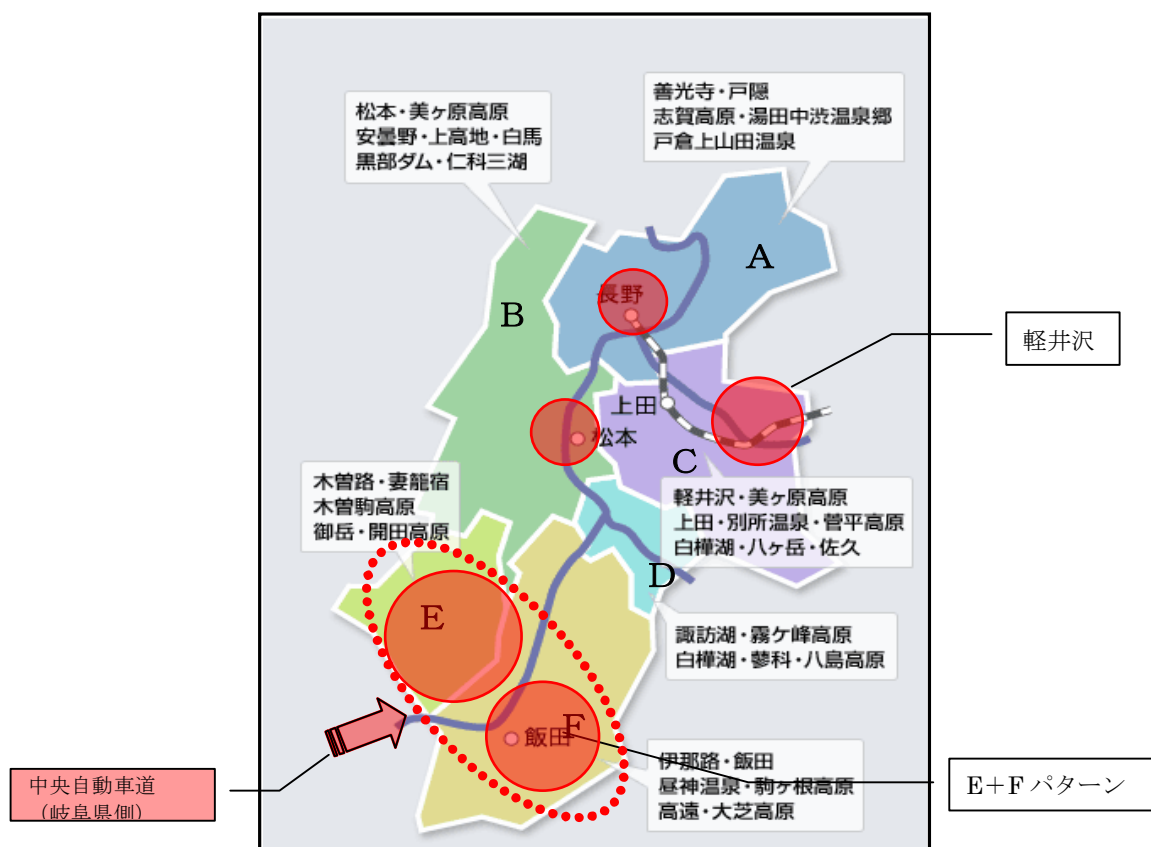 善光寺・戸隠
志賀高原・湯田中渋温泉郷
戸倉上山田温泉
松本・美ヶ原高原
安曇野・上高地・白馬
黒部ダム・仁科三湖
A
B
長野
軽井沢
上田
松本
C
木曽路・妻籠宿
木曽駒高原
御岳・開田高原
軽井沢・美ヶ原高原
上田・別所温泉・菅平高原
白樺湖・八ヶ岳・佐久
D
E
諏訪湖・霧ケ峰高原
白樺湖・蓼科・八島高原
F
飯田
伊那路・飯田
昼神温泉・駒ヶ根高原
高遠・大芝高原
中央自動車道
(岐阜県側)
E+F パターン